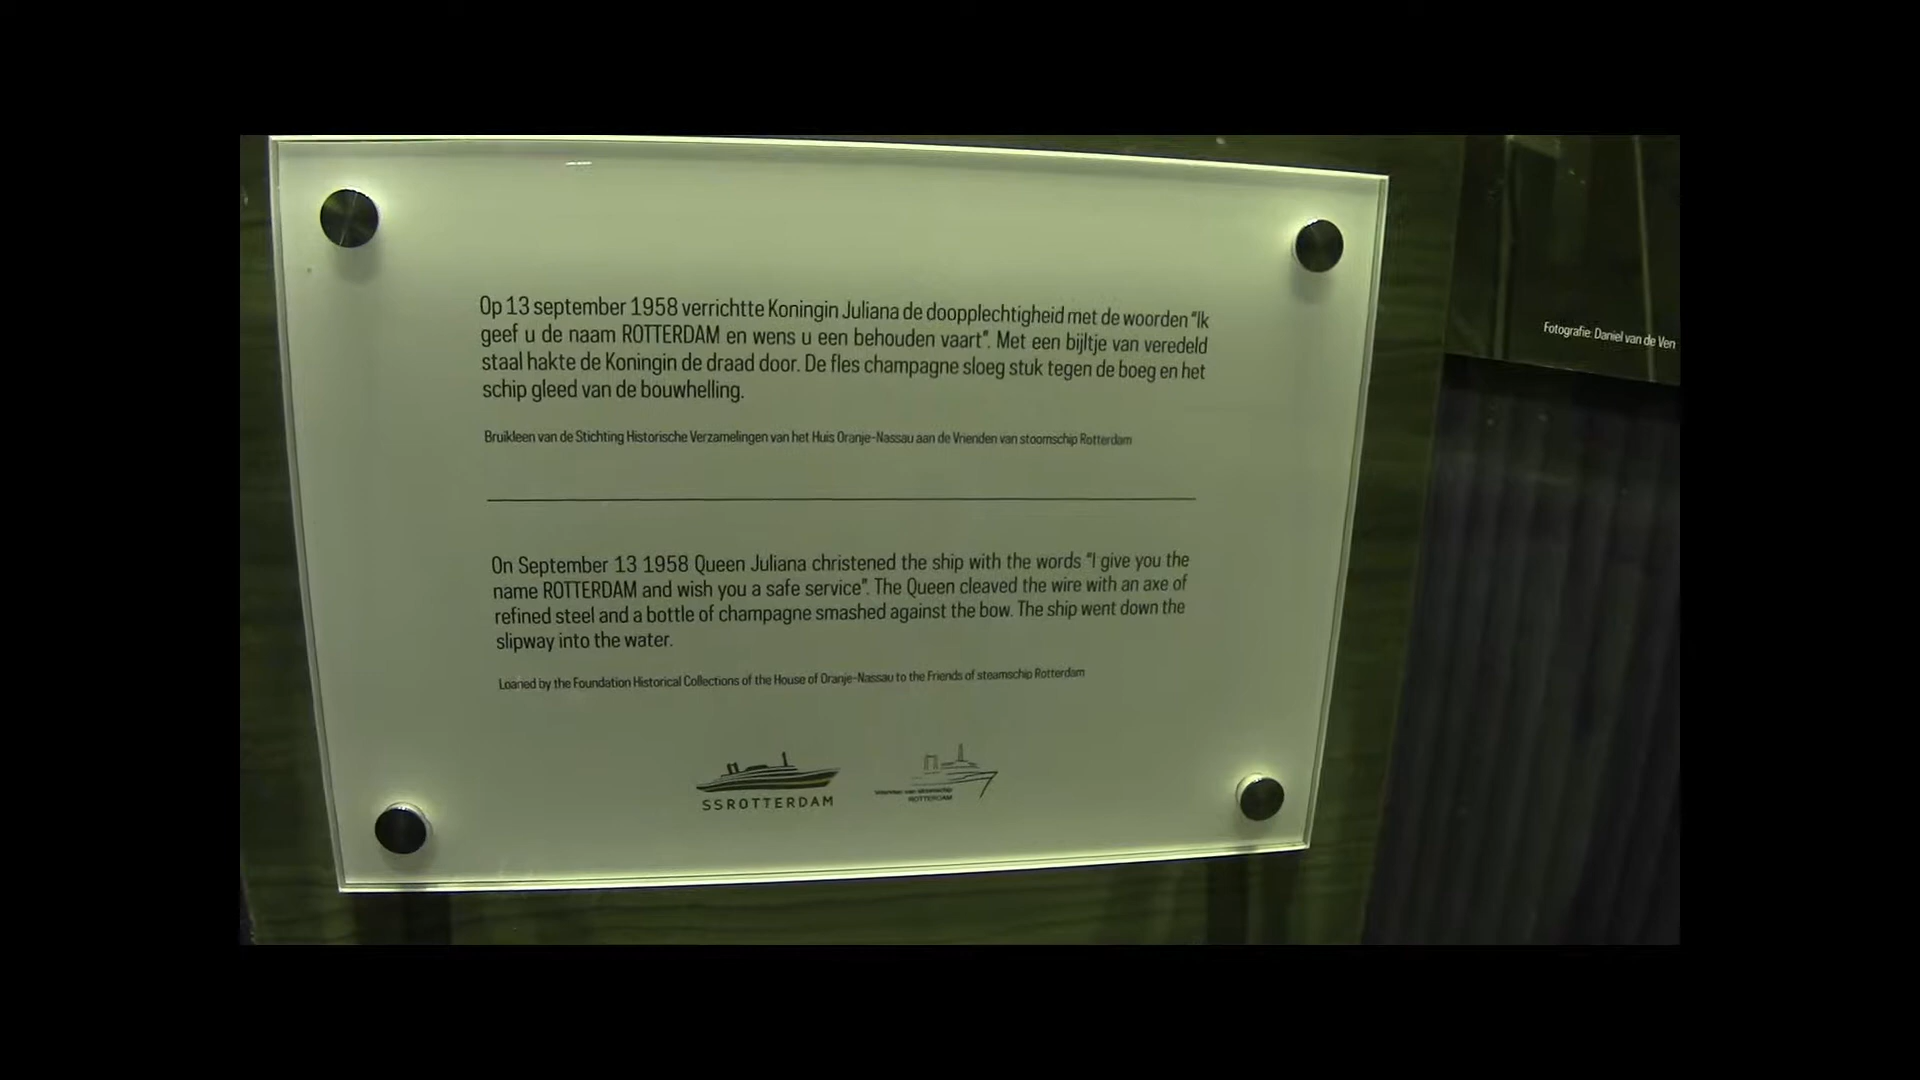 Op 13 september 1958 verrichtte Koningin Juliana de doopplechtigheid met de woorden “Ik
geef u de naam ROTTERDAM en wens u een behouden vaart”. Met een bijltje van veredeld
staal hakte de Koningin de draad door. De fles champagne sloeg stuk tegen de boeg en het
schip gleed van de bouwhelling.
Bruikleen van de Stichting Historische Verzamelingen van het Huis Oranje-Nassau aan de Vrienden van stoomschip Rotterdam
On September 13 1958 Queen Juliana christened the ship with the words “I give you the
name ROTTERDAM and wish you a safe service”. The Queen cleaved the wire with an axe of
refined steel and a bottle of champagne smashed against the bow. The ship went down the
slipway into the water.
Loaned by the Foundation Historical Collections of the House of Oranje-Nassau to the Friends of steamschip Rotterdam
SSROTTERDAM
vrienden van stoomschip
ROTTERDAM
Fotografie: Daniel van de Ven